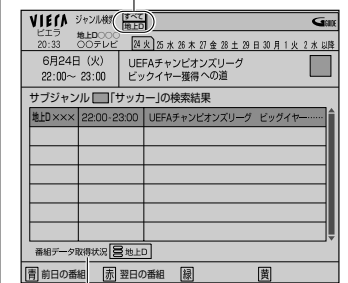 VIErA ジャンル検索 すべて 地上D GGUIDE
ビエラ 地上D○○○
20:33 ○○テレビ 24 火 25 水 26 木 27 金 28 土 29 日 30 月 1 火 2 水 以降
6月24日（火） UEFAチャンピオンズリーグ
22:00～ 23:00 ビックイヤー獲得への道
サブジャンル 「サッカー」の検索結果
地上D××× 22:00-23:00 UEFAチャンピオンズリーグ ビッグイヤー……
番組データ取得状況 地上D
青 前日の番組 赤 翌日の番組 緑 黄